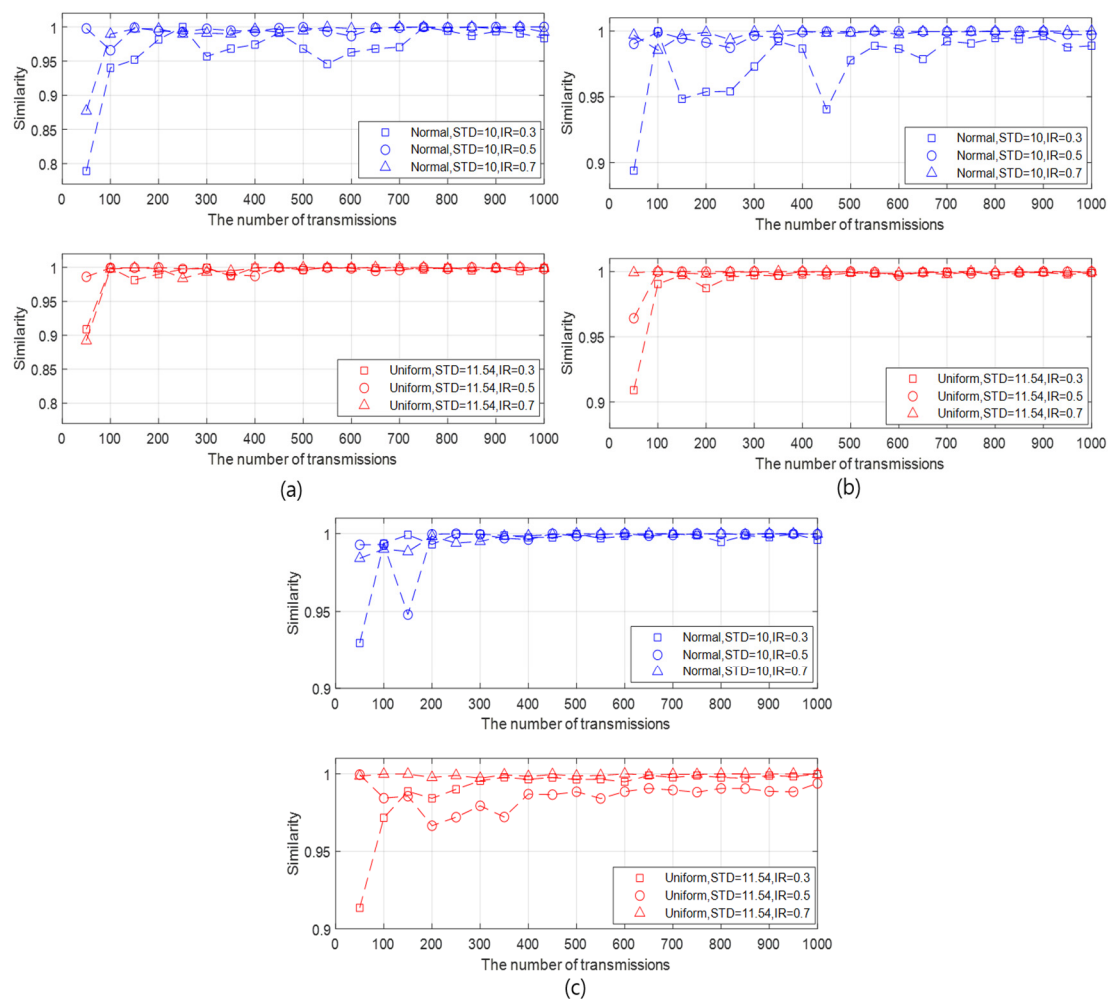 1
0.95
0.9
0.85
0.8
Similarity
Normal,STD=10,IR=0.3
Normal,STD=10,IR=0.5
Normal,STD=10,IR=0.7
0 100 200 300 400 500 600 700 800 900 1000
The number of transmissions
1
0.95
0.9
0.85
0.8
Similarity
Uniform,STD=11.54,IR=0.3
Uniform,STD=11.54,IR=0.5
Uniform,STD=11.54,IR=0.7
0 100 200 300 400 500 600 700 800 900 1000
The number of transmissions
(a)
1
0.95
0.9
Similarity
Normal,STD=10,IR=0.3
Normal,STD=10,IR=0.5
Normal,STD=10,IR=0.7
0 100 200 300 400 500 600 700 800 900 1000
The number of transmissions
1
0.95
0.9
Similarity
Uniform,STD=11.54,IR=0.3
Uniform,STD=11.54,IR=0.5
Uniform,STD=11.54,IR=0.7
0 100 200 300 400 500 600 700 800 900 1000
The number of transmissions
(b)
1
0.95
0.9
Similarity
Normal,STD=10,IR=0.3
Normal,STD=10,IR=0.5
Normal,STD=10,IR=0.7
0 100 200 300 400 500 600 700 800 900 1000
The number of transmissions
1
0.95
0.9
Similarity
Uniform,STD=11.54,IR=0.3
Uniform,STD=11.54,IR=0.5
Uniform,STD=11.54,IR=0.7
0 100 200 300 400 500 600 700 800 900 1000
The number of transmissions
(c)